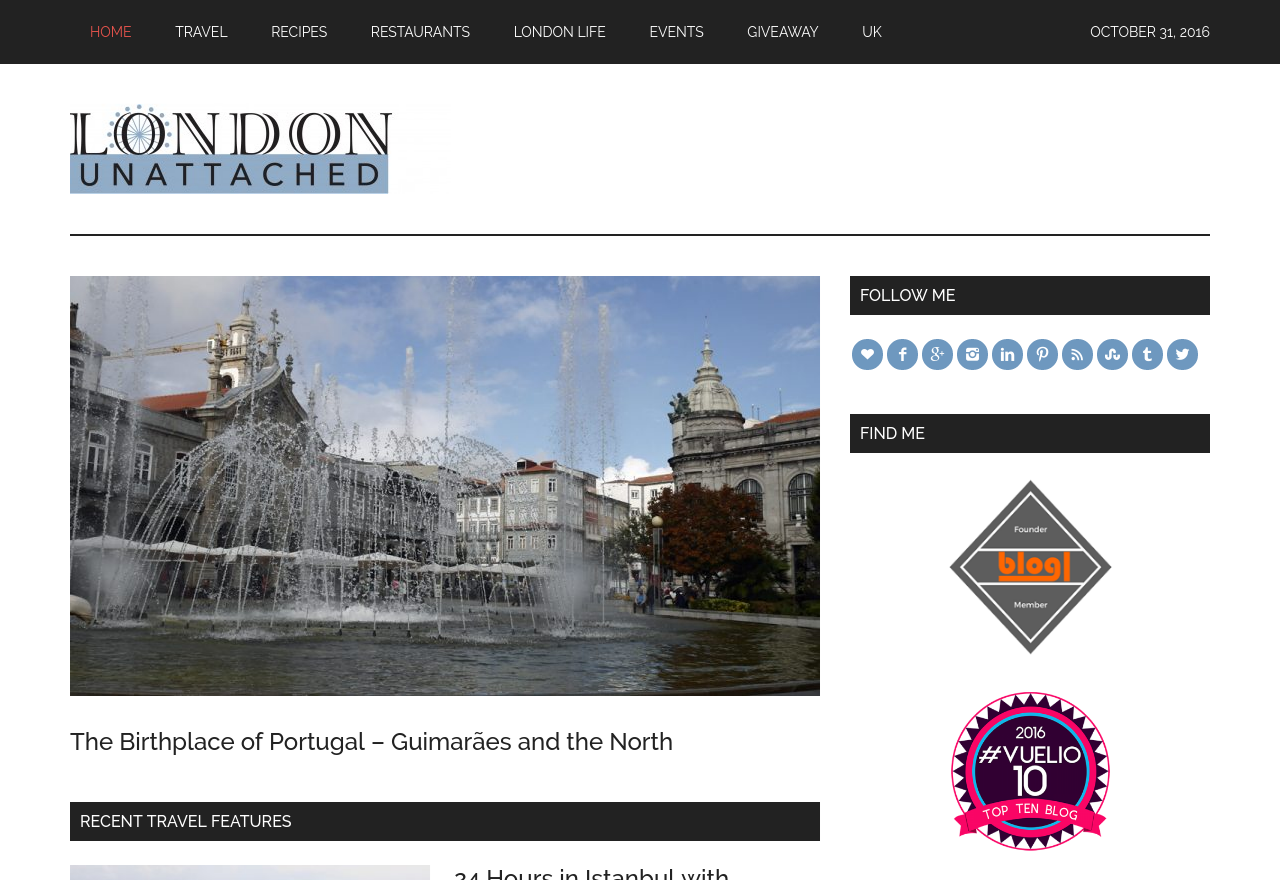 HOME TRAVEL RECIPES RESTAURANTS LONDON LIFE EVENTS GIVEAWAY UK OCTOBER 31, 2016
LONDON
UNATTACHED
FOLLOW ME
FIND ME
Founder
blogl
Member
2016
#VUELIO
10
TOP TEN BLOG
The Birthplace of Portugal – Guimarães and the North
RECENT TRAVEL FEATURES
24 Hours in Istanbul with